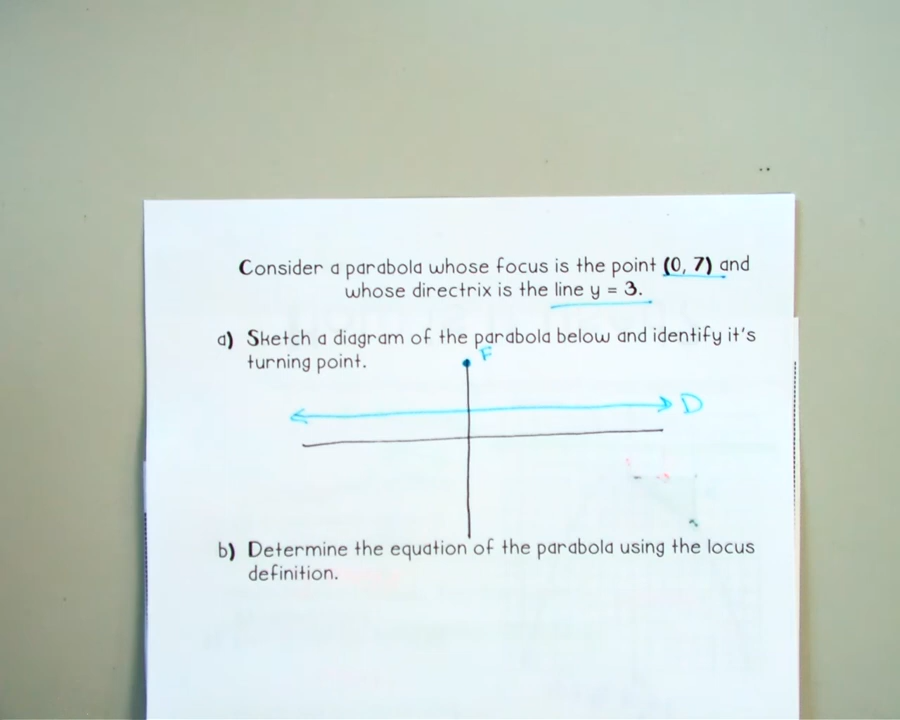 Consider a parabola whose focus is the point (0, 7) and
whose directrix is the line y = 3.
a) Sketch a diagram of the parabola below and identify it's
turning point.
F
D
b) Determine the equation of the parabola using the locus
definition.